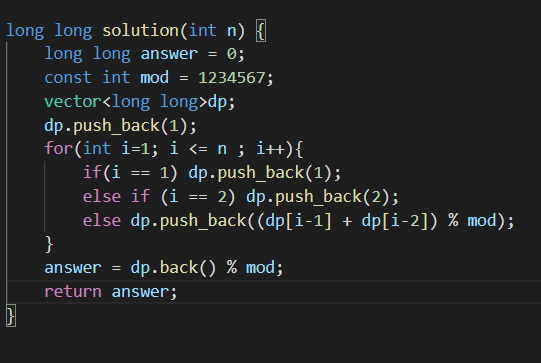 long long solution(int n) {
    long long answer = 0;
    const int mod = 1234567;
    vector<long long>dp;
    dp.push_back(1);
    for(int i=1; i <= n ; i++){
        if(i == 1) dp.push_back(1);
        else if (i == 2) dp.push_back(2);
        else dp.push_back((dp[i-1] + dp[i-2]) % mod);
    }
    answer = dp.back() % mod;
    return answer;
}